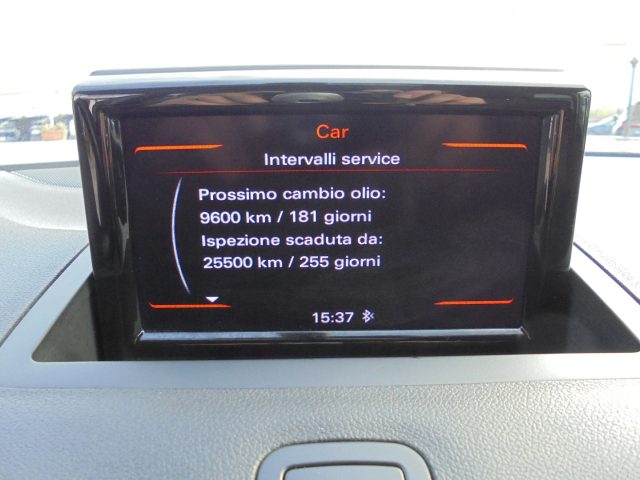 Car
Intervalli service
Prossimo cambio olio:
9600 km / 181 giorni
Ispezione scaduta da:
25500 km / 255 giorni
15:37